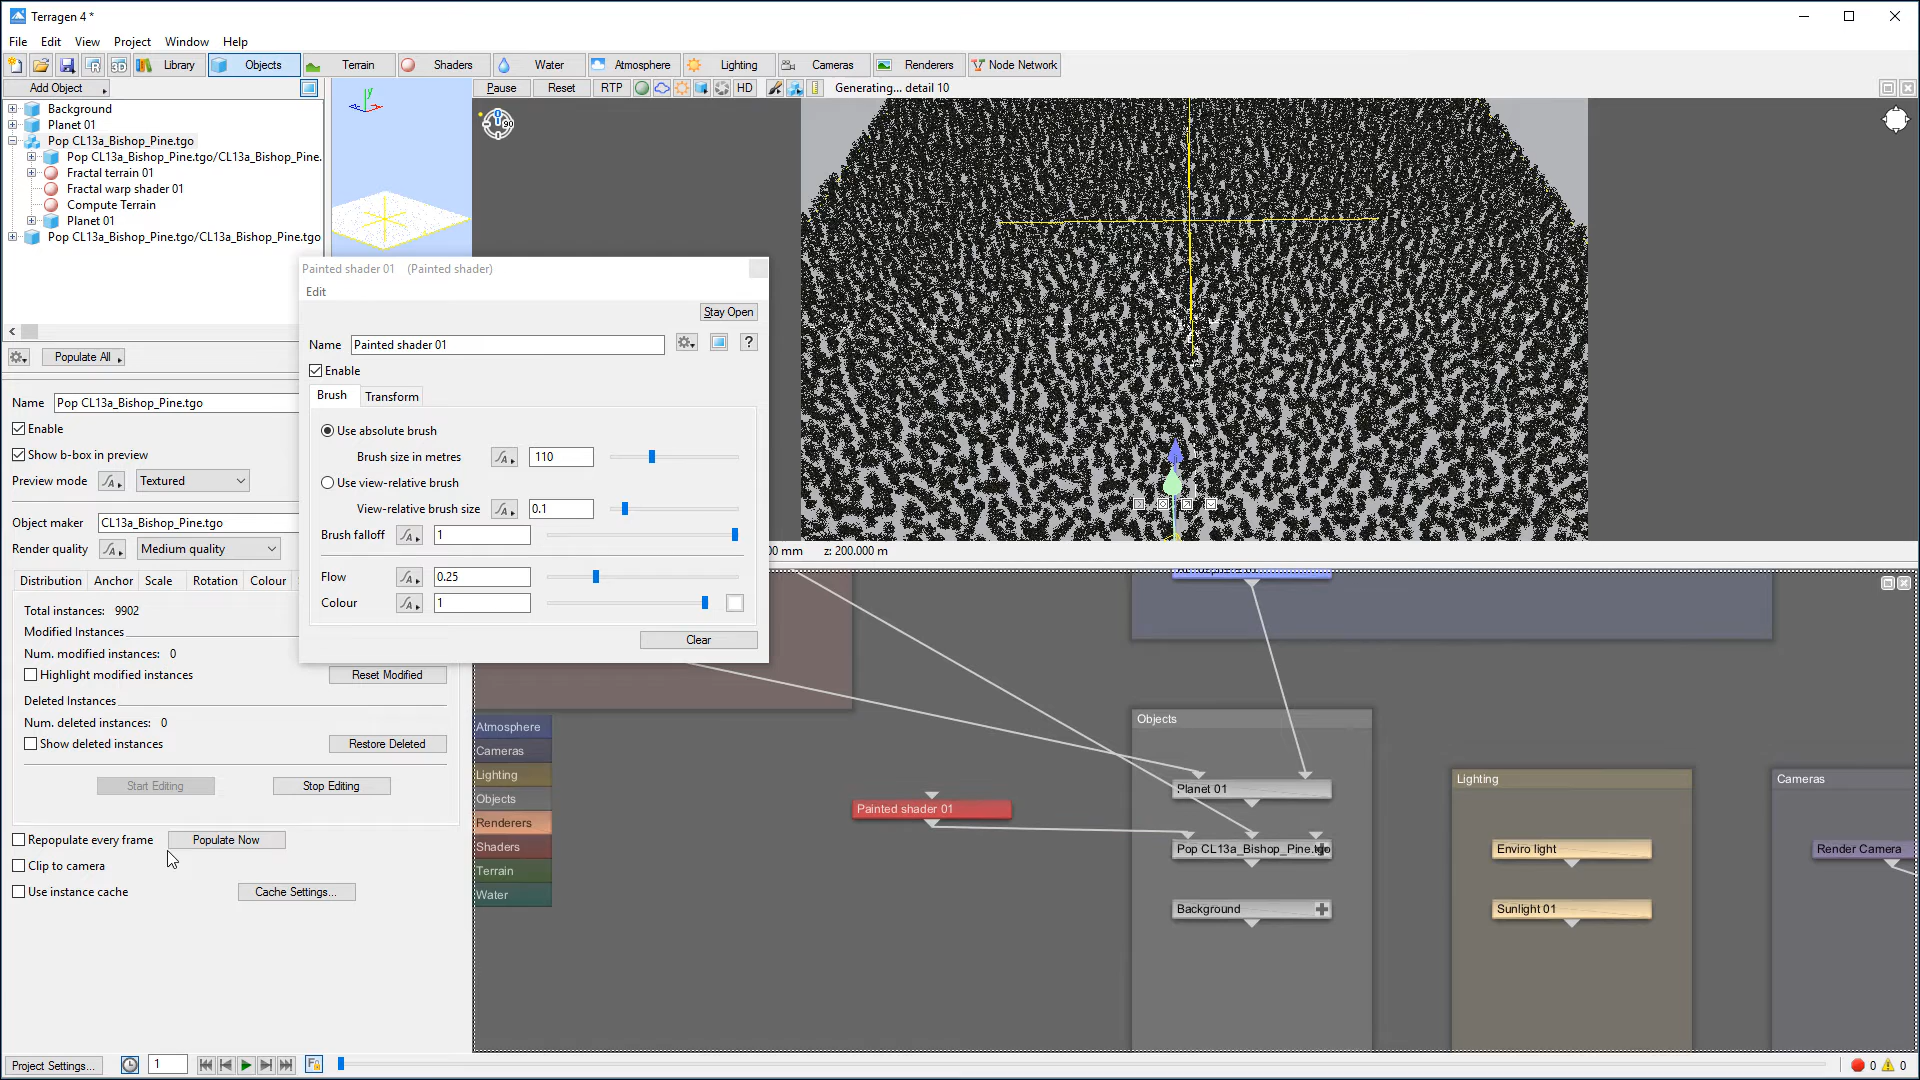 Terragen 4 *
File Edit View Project Window Help
Library Objects Terrain Shaders Water Atmosphere Lighting Cameras Renderers Node Network
Add Object
Pause Reset RTP HD Generating... detail 10
Background
Planet 01
Pop CL13a_Bishop_Pine.tgo
Pop CL13a_Bishop_Pine.tgo/CL13a_Bishop_Pine.
Fractal terrain 01
Fractal warp shader 01
Compute Terrain
Planet 01
Pop CL13a_Bishop_Pine.tgo/CL13a_Bishop_Pine.tgo
y
90
Populate All
Name Pop CL13a_Bishop_Pine.tgo
Enable
Show b-box in preview
Preview mode Textured
Object maker CL13a_Bishop_Pine.tgo
Render quality Medium quality
Distribution Anchor Scale Rotation Colour
Total instances: 9902
Modified Instances
Num. modified instances: 0
Highlight modified instances Reset Modified
Deleted Instances
Num. deleted instances: 0
Show deleted instances Restore Deleted
Start Editing Stop Editing
Repopulate every frame Populate Now
Clip to camera
Use instance cache Cache Settings...
Painted shader 01 (Painted shader)
Edit
Stay Open
Name Painted shader 01 ?
Enable
Brush Transform
Use absolute brush
Brush size in metres 110
Use view-relative brush
View-relative brush size 0.1
Brush falloff 1
Flow 0.25
Colour 1
Clear
00 mm z: 200.000 m
Atmosphere
Cameras
Lighting
Objects
Renderers
Shaders
Terrain
Water
Painted shader 01
Objects
Planet 01
Pop CL13a_Bishop_Pine.tgo
Background
Lighting
Enviro light
Sunlight 01
Cameras
Render Camera
Project Settings... 1 0 0